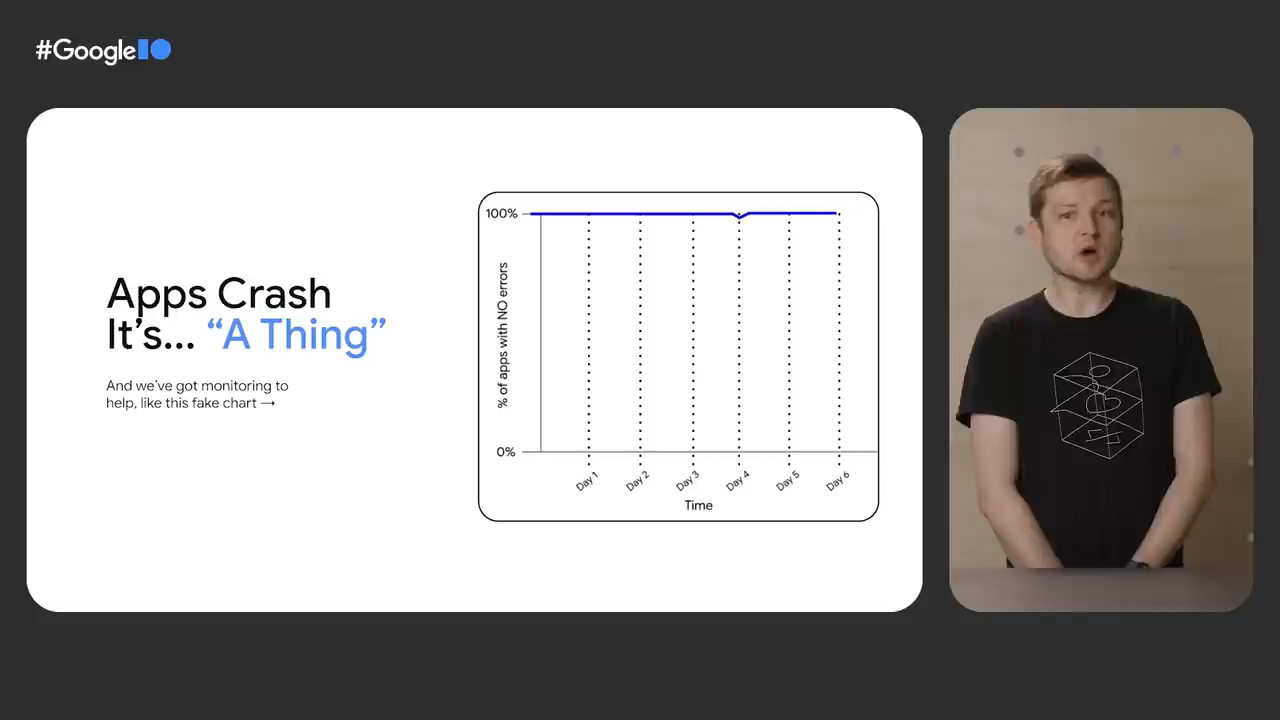 #GoogleIO
Apps Crash
It’s... “A Thing”
And we’ve got monitoring to
help, like this fake chart →
100%
% of apps with NO errors
0%
Day 1
Day 2
Day 3
Day 4
Day 5
Day 6
Time